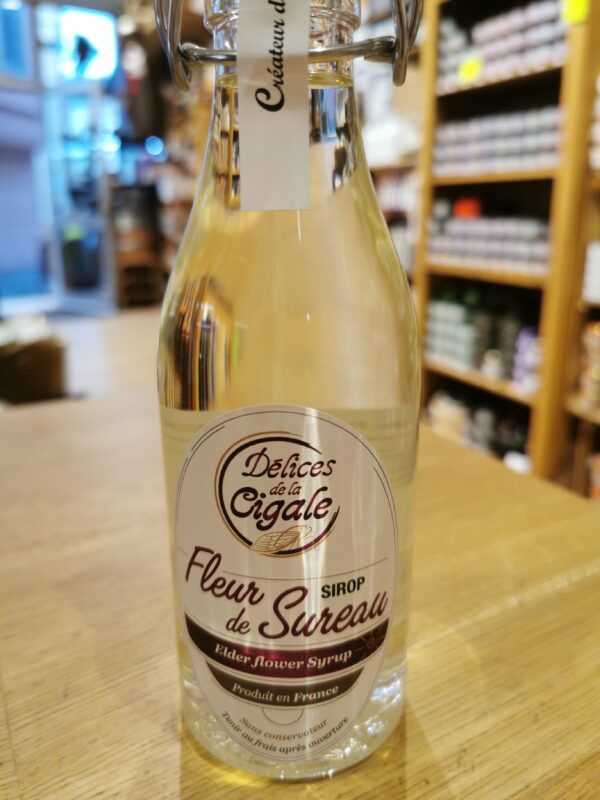 Créateur d
Délices
de la
Cigale
SIROP
Fleur
de Sureau
Elder flower Syrup
Produit en France
Sans conservateur
Tenir au frais après ouverture